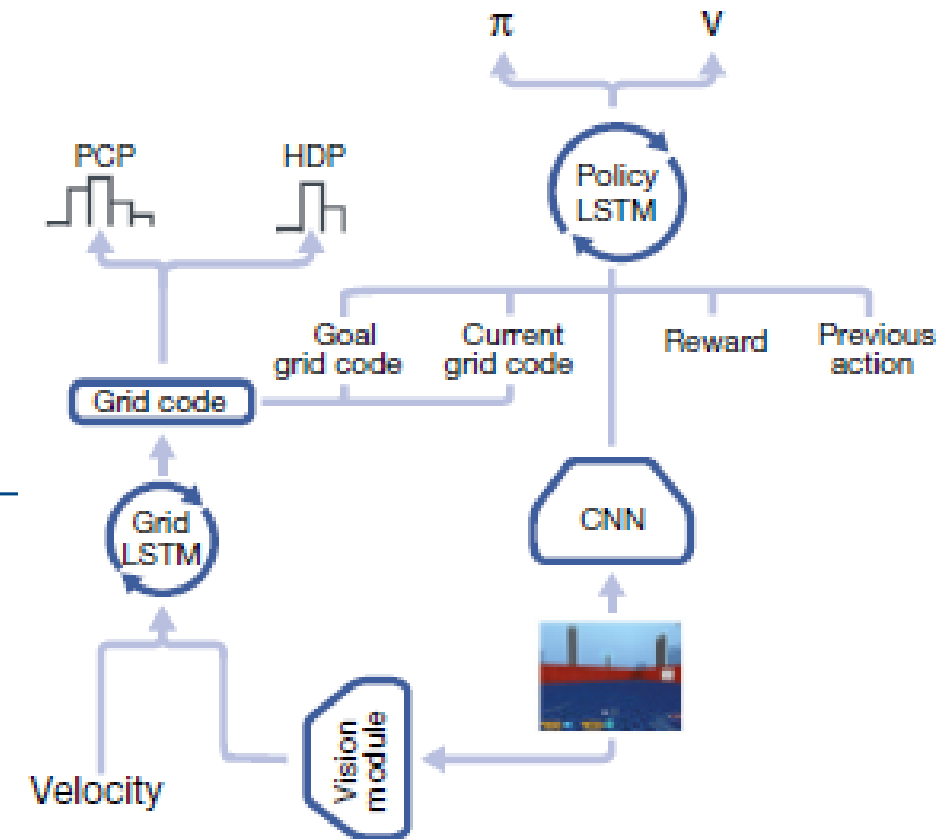 π
V
PCP
HDP
Policy
LSTM
Goal
grid code
Current
grid code
Reward
Previous
action
Grid code
Grid
LSTM
CNN
Vision
module
Velocity